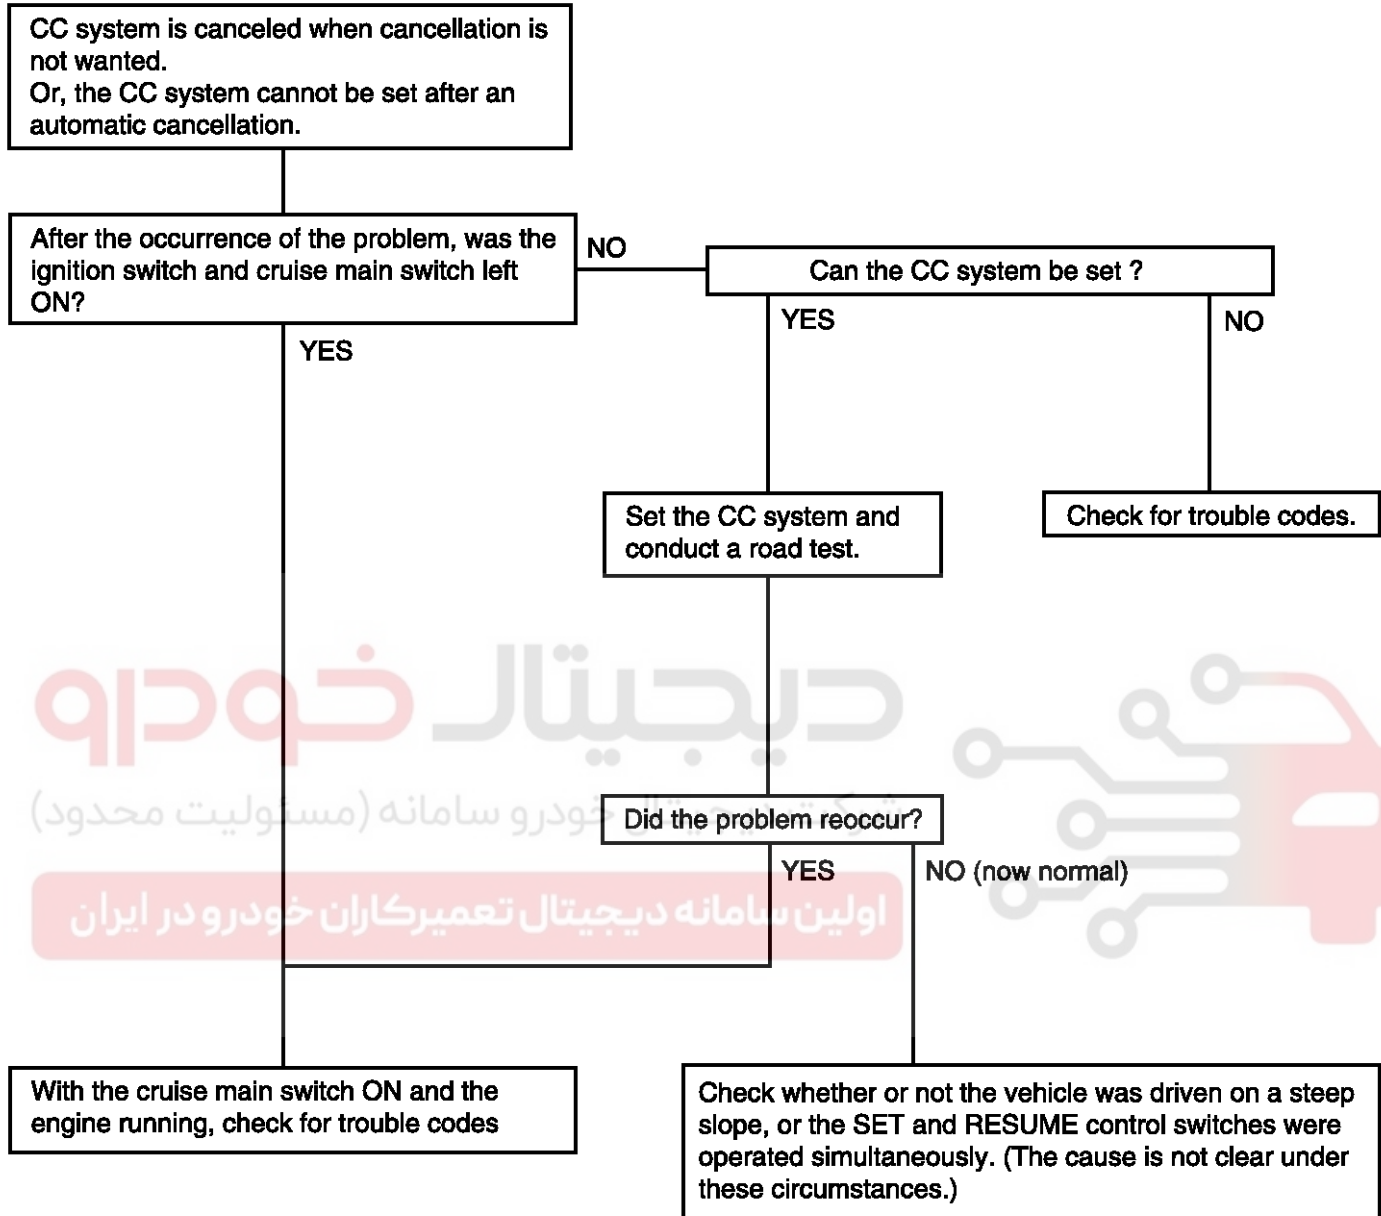 CC system is canceled when cancellation is
not wanted.
Or, the CC system cannot be set after an
automatic cancellation.
After the occurrence of the problem, was the
ignition switch and cruise main switch left
ON?
NO
Can the CC system be set ?
YES
YES
NO
Set the CC system and
conduct a road test.
Check for trouble codes.
دیجیتال خودرو
شرکت دیجیتال خودرو سامانه (مسئولیت محدود)
Did the problem reoccur?
YES
NO (now normal)
اولین سامانه دیجیتال تعمیرکاران خودرو در ایران
With the cruise main switch ON and the
engine running, check for trouble codes
Check whether or not the vehicle was driven on a steep
slope, or the SET and RESUME control switches were
operated simultaneously. (The cause is not clear under
these circumstances.)